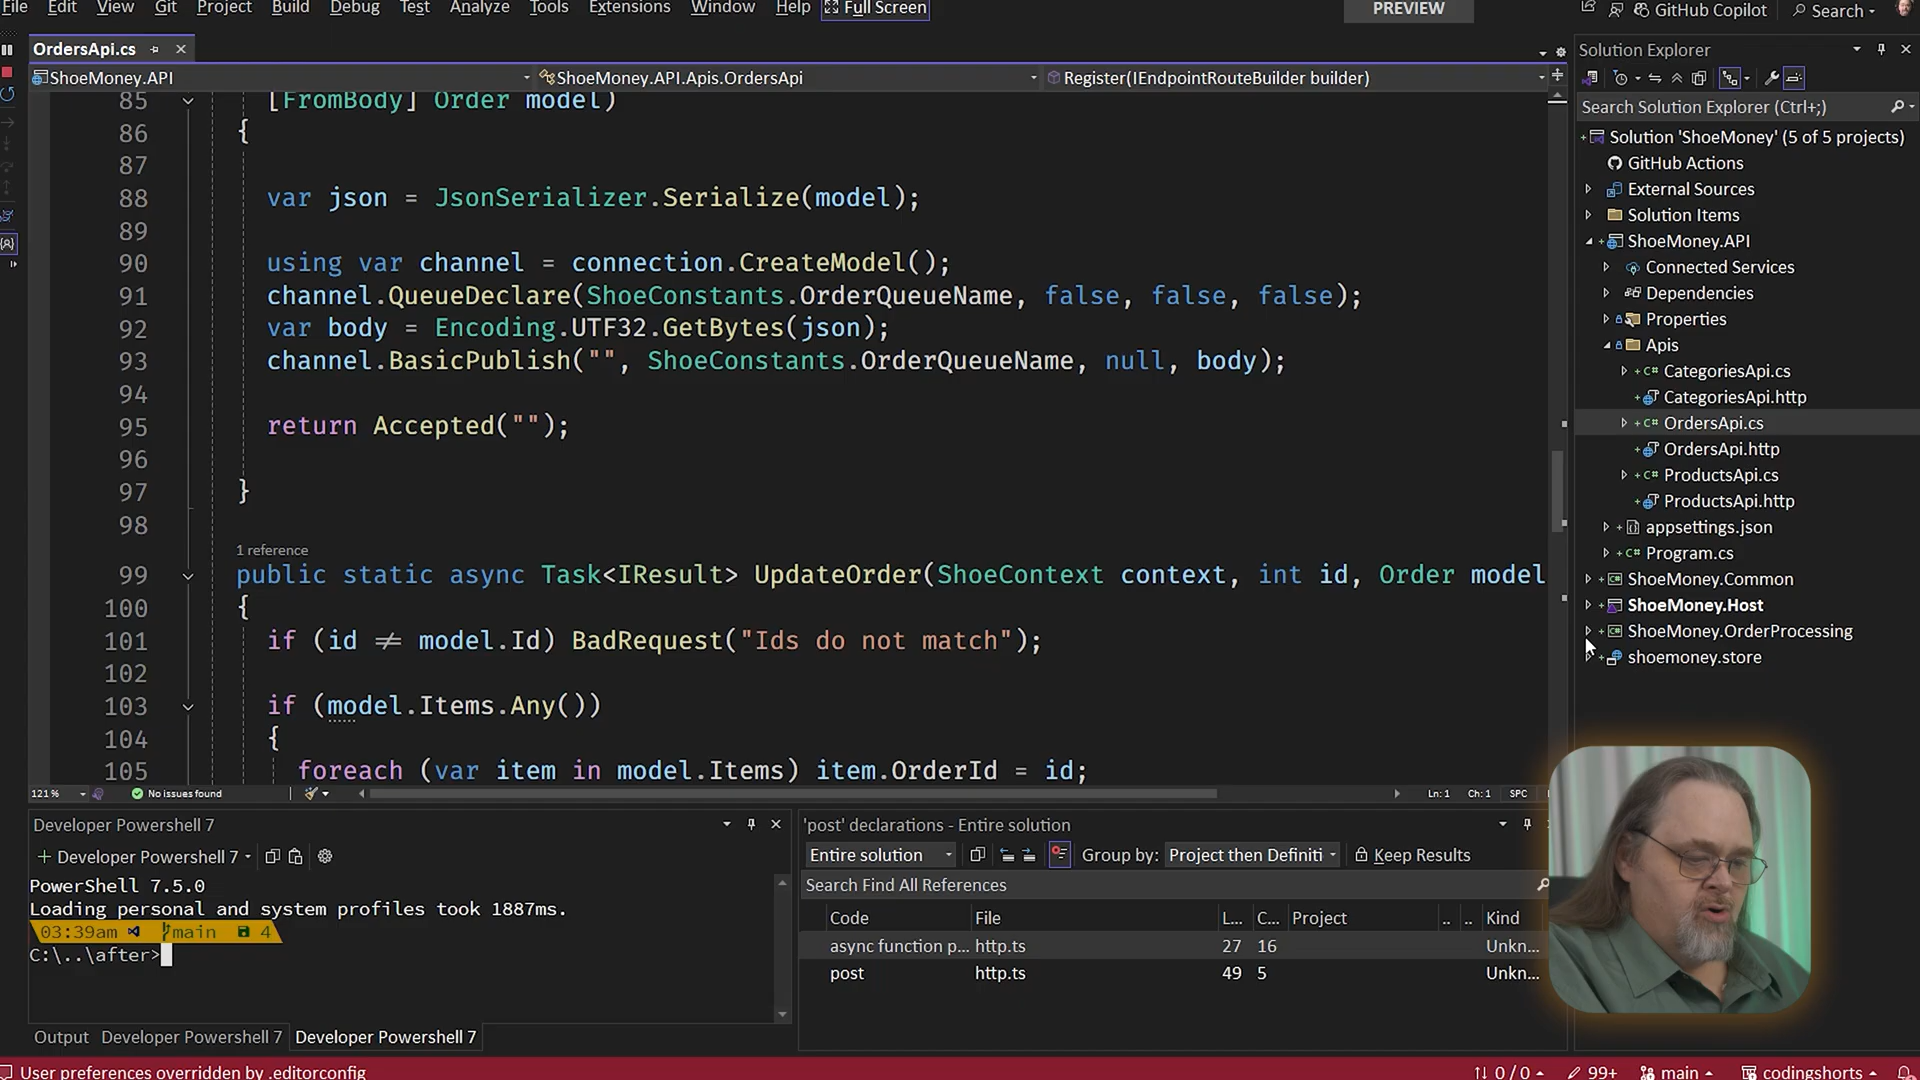 File Edit View Git Project Build Debug Test Analyze Tools Extensions Window Help Full Screen PREVIEW GitHub Copilot Search
OrdersApi.cs
ShoeMoney.API ShoeMoney.API.Apis.OrdersApi Register(IEndpointRouteBuilder builder)
85 [FromBody] Order model)
86 {
87
88 var json = JsonSerializer.Serialize(model);
89
90 using var channel = connection.CreateModel();
91 channel.QueueDeclare(ShoeConstants.OrderQueueName, false, false, false);
92 var body = Encoding.UTF32.GetBytes(json);
93 channel.BasicPublish("", ShoeConstants.OrderQueueName, null, body);
94
95 return Accepted("");
96
97 }
98
1 reference
99 public static async Task<IResult> UpdateOrder(ShoeContext context, int id, Order model
100 {
101 if (id ≠ model.Id) BadRequest("Ids do not match");
102
103 if (model.Items.Any())
104 {
105 foreach (var item in model.Items) item.OrderId = id;
121 % No issues found Ln: 1 Ch: 1 SPC
Solution Explorer
Search Solution Explorer (Ctrl+;)
Solution 'ShoeMoney' (5 of 5 projects)
GitHub Actions
External Sources
Solution Items
ShoeMoney.API
Connected Services
Dependencies
Properties
Apis
CategoriesApi.cs
CategoriesApi.http
OrdersApi.cs
OrdersApi.http
ProductsApi.cs
ProductsApi.http
appsettings.json
Program.cs
ShoeMoney.Common
ShoeMoney.Host
ShoeMoney.OrderProcessing
shoemoney.store
Developer Powershell 7
+ Developer Powershell 7
PowerShell 7.5.0
Loading personal and system profiles took 1887ms.
03:39am main 4
C:\..\after>
Output Developer Powershell 7 Developer Powershell 7
'post' declarations - Entire solution
Entire solution Group by: Project then Definiti Keep Results
Search Find All References
Code File L... C... Project .. .. Kind
async function p... http.ts 27 16 Unkn...
post http.ts 49 5 Unkn...
User preferences overridden by .editorconfig 0 / 0 99+ main codingshorts